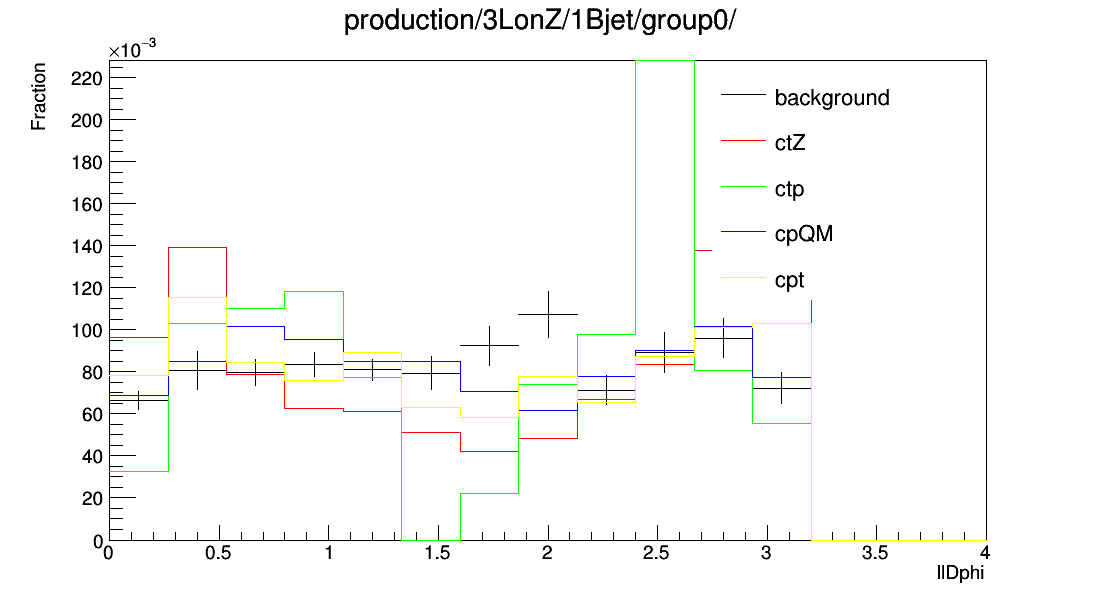 production/3LonZ/1Bjet/group0/
×10⁻³
Fraction
220
200
180
160
140
120
100
80
60
40
20
0
background
ctZ
ctp
cpQM
cpt
0 0.5 1 1.5 2 2.5 3 3.5 4
llDphi